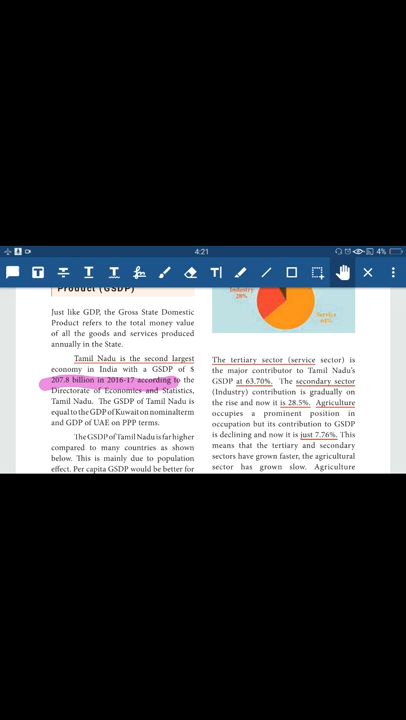 4:21
4%
T
T
T
T
T
Product (GSDP)
Just like GDP, the Gross State Domestic
Product refers to the total money value
of all the goods and services produced
annually in the State.
Tamil Nadu is the second largest
economy in India with a GSDP of $
207.8 billion in 2016-17 according to the
Directorate of Economics and Statistics,
Tamil Nadu. The GSDP of Tamil Nadu is
equal to the GDP of Kuwait on nominal term
and GDP of UAE on PPP terms.
The GSDP of Tamil Nadu is far higher
compared to many countries as shown
below. This is mainly due to population
effect. Per capita GSDP would be better for
Industry
28%
Service
64%
The tertiary sector (service sector) is
the major contributor to Tamil Nadu's
GSDP at 63.70%. The secondary sector
(Industry) contribution is gradually on
the rise and now it is 28.5%. Agriculture
occupies a prominent position in
occupation but its contribution to GSDP
is declining and now it is just 7.76%. This
means that the tertiary and secondary
sectors have grown faster, the agricultural
sector has grown slow. Agriculture